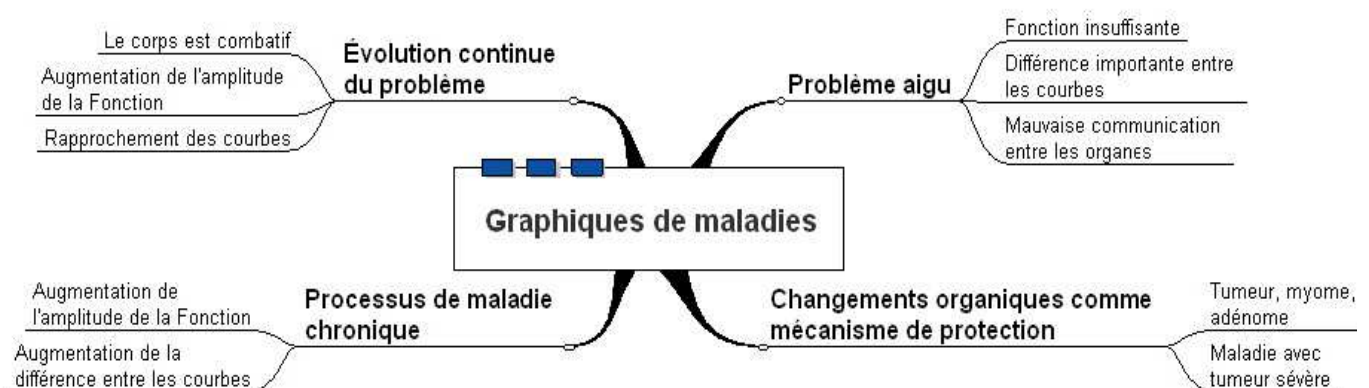 Graphiques de maladies
Évolution continue
du problème
Le corps est combatif
Augmentation de l'amplitude
de la Fonction
Rapprochement des courbes
Problème aigu
Fonction insuffisante
Différence importante entre
les courbes
Mauvaise communication
entre les organes
Processus de maladie
chronique
Augmentation de
l'amplitude de la Fonction
Augmentation de la
différence entre les courbes
Changements organiques comme
mécanisme de protection
Tumeur, myome,
adénome
Maladie avec
tumeur sévère